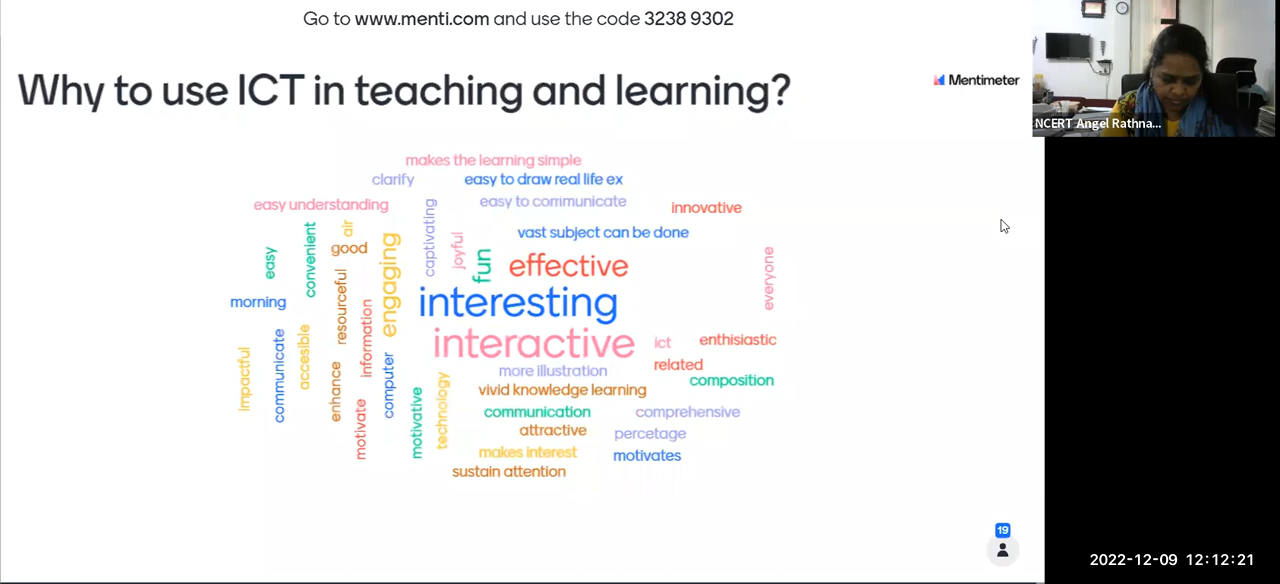 Go to www.menti.com and use the code 3238 9302
Why to use ICT in teaching and learning?
Mentimeter
NCERT Angel Rathna...
makes the learning simple
clarify
easy to draw real life ex
easy understanding
captivating
easy to communicate
innovative
air
convenient
good
engaging
joyful
fun
vast subject can be done
easy
effective
everyone
resourceful
morning
information
interesting
interactive
ict
enthisiastic
impactful
communicate
accesible
enhance
computer
more illustration
related
composition
motivate
motivative
technology
vivid knowledge learning
communication
comprehensive
attractive
percetage
makes interest
motivates
sustain attention
19
2022-12-09 12:12:21